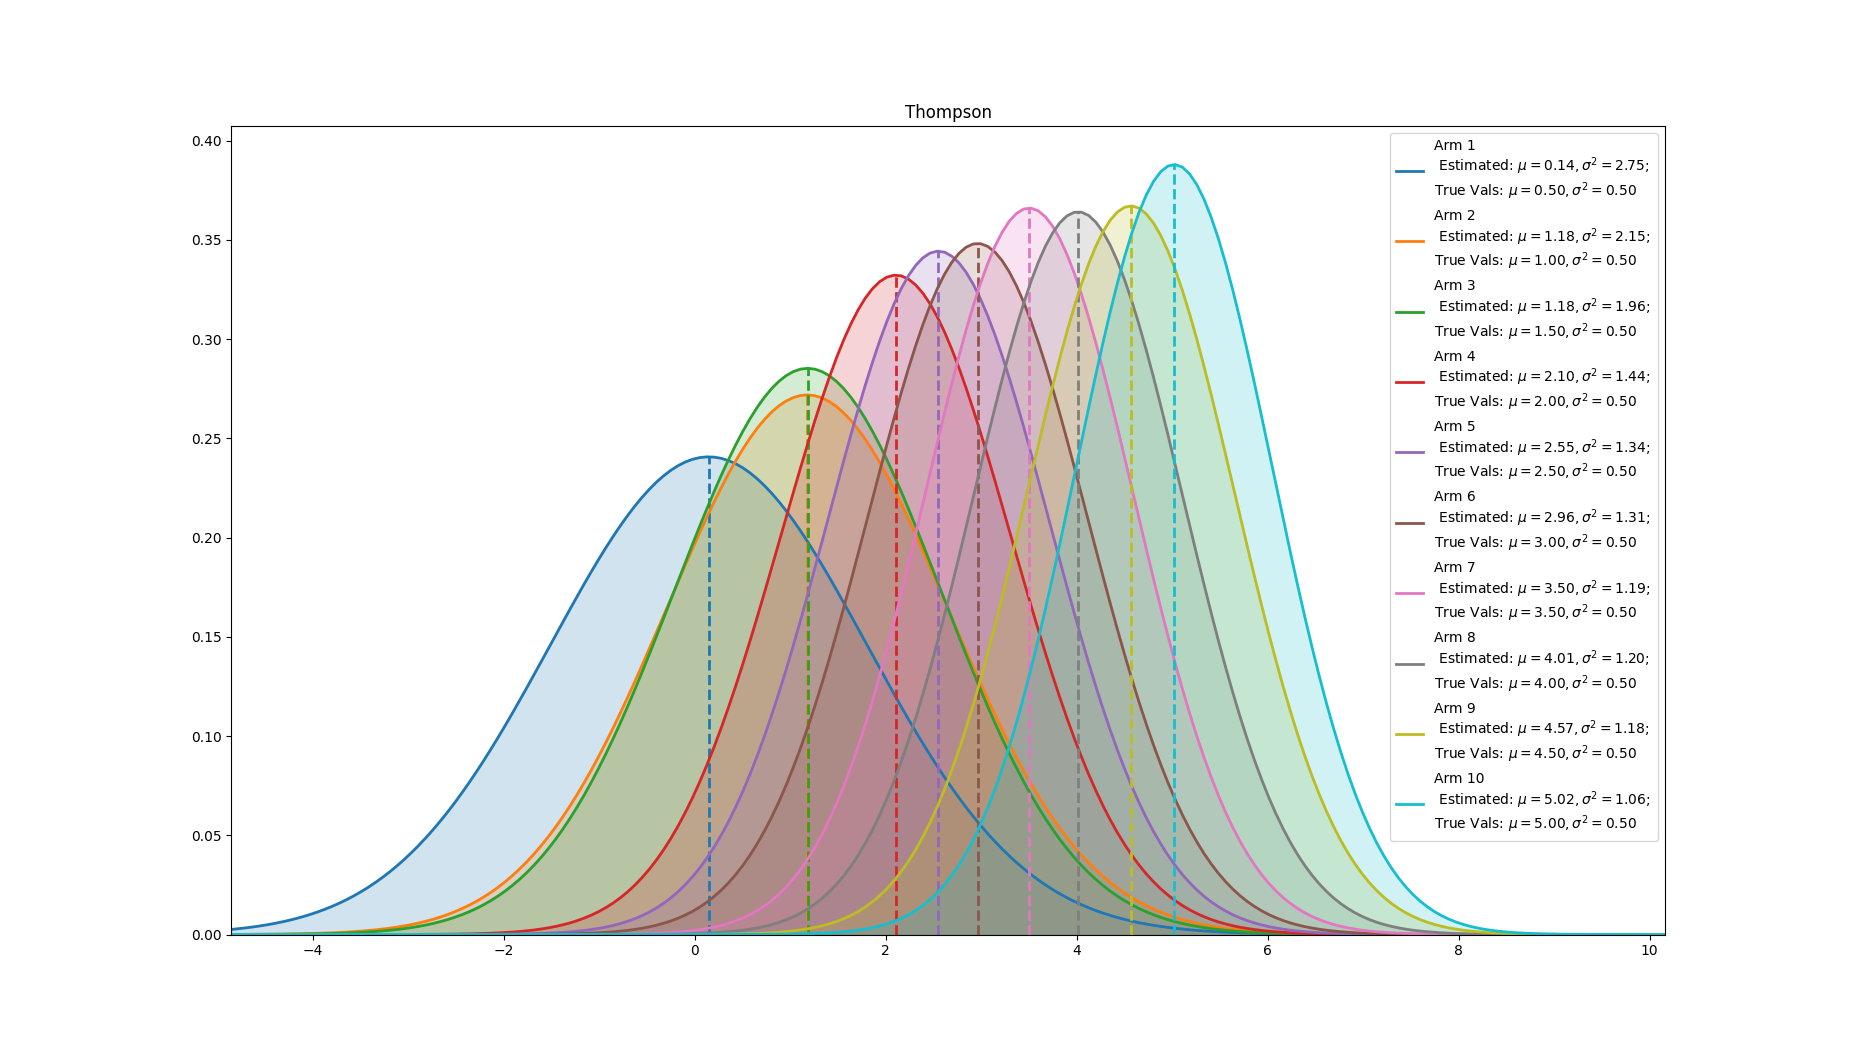 Thompson
0.40
0.35
0.30
0.25
0.20
0.15
0.10
0.05
0.00
−4
−2
0
2
4
6
8
10
Arm 1
Estimated: μ = 0.14, σ² = 2.75;
True Vals: μ = 0.50, σ² = 0.50
Arm 2
Estimated: μ = 1.18, σ² = 2.15;
True Vals: μ = 1.00, σ² = 0.50
Arm 3
Estimated: μ = 1.18, σ² = 1.96;
True Vals: μ = 1.50, σ² = 0.50
Arm 4
Estimated: μ = 2.10, σ² = 1.44;
True Vals: μ = 2.00, σ² = 0.50
Arm 5
Estimated: μ = 2.55, σ² = 1.34;
True Vals: μ = 2.50, σ² = 0.50
Arm 6
Estimated: μ = 2.96, σ² = 1.31;
True Vals: μ = 3.00, σ² = 0.50
Arm 7
Estimated: μ = 3.50, σ² = 1.19;
True Vals: μ = 3.50, σ² = 0.50
Arm 8
Estimated: μ = 4.01, σ² = 1.20;
True Vals: μ = 4.00, σ² = 0.50
Arm 9
Estimated: μ = 4.57, σ² = 1.18;
True Vals: μ = 4.50, σ² = 0.50
Arm 10
Estimated: μ = 5.02, σ² = 1.06;
True Vals: μ = 5.00, σ² = 0.50